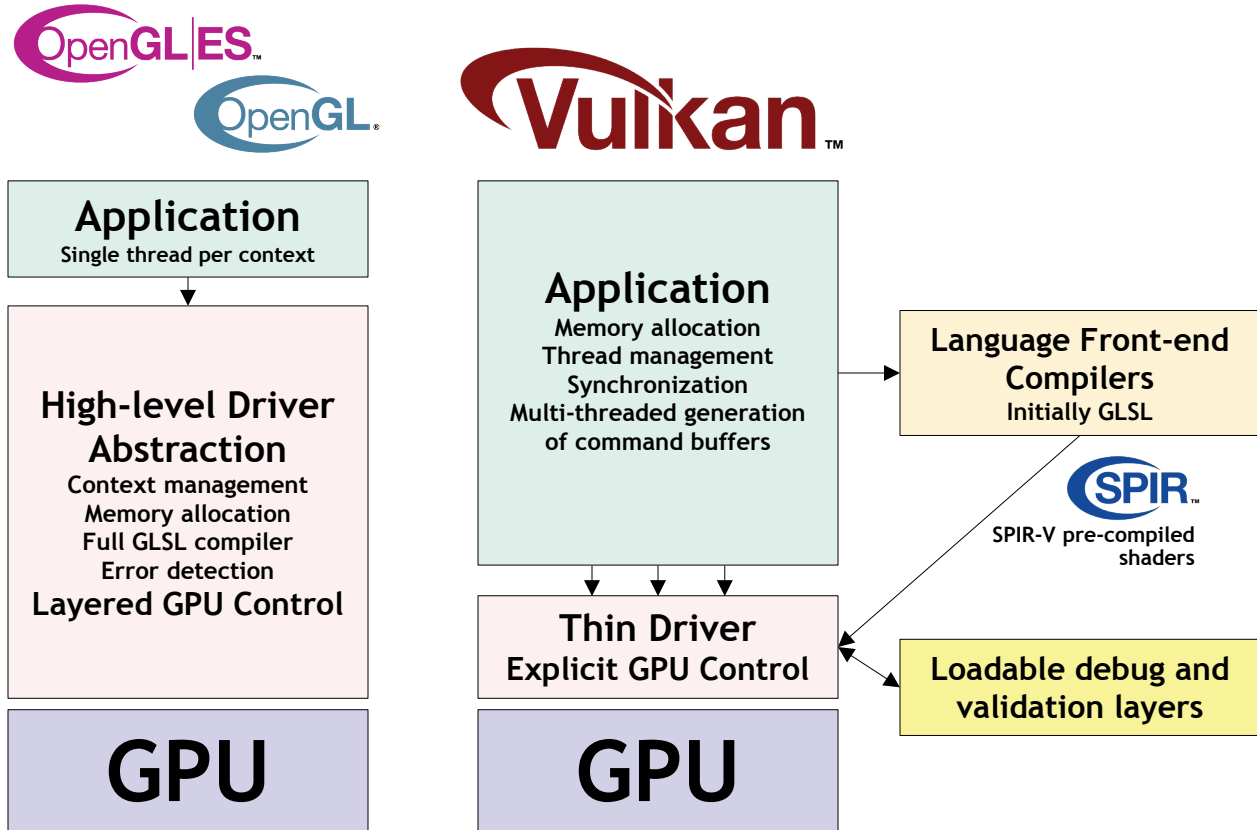 OpenGL|ES™
OpenGL®
Vulkan™
Application
Single thread per context
High-level Driver
Abstraction
Context management
Memory allocation
Full GLSL compiler
Error detection
Layered GPU Control
GPU
Application
Memory allocation
Thread management
Synchronization
Multi-threaded generation
of command buffers
Thin Driver
Explicit GPU Control
GPU
Language Front-end
Compilers
Initially GLSL
SPIR™
SPIR-V pre-compiled
shaders
Loadable debug and
validation layers